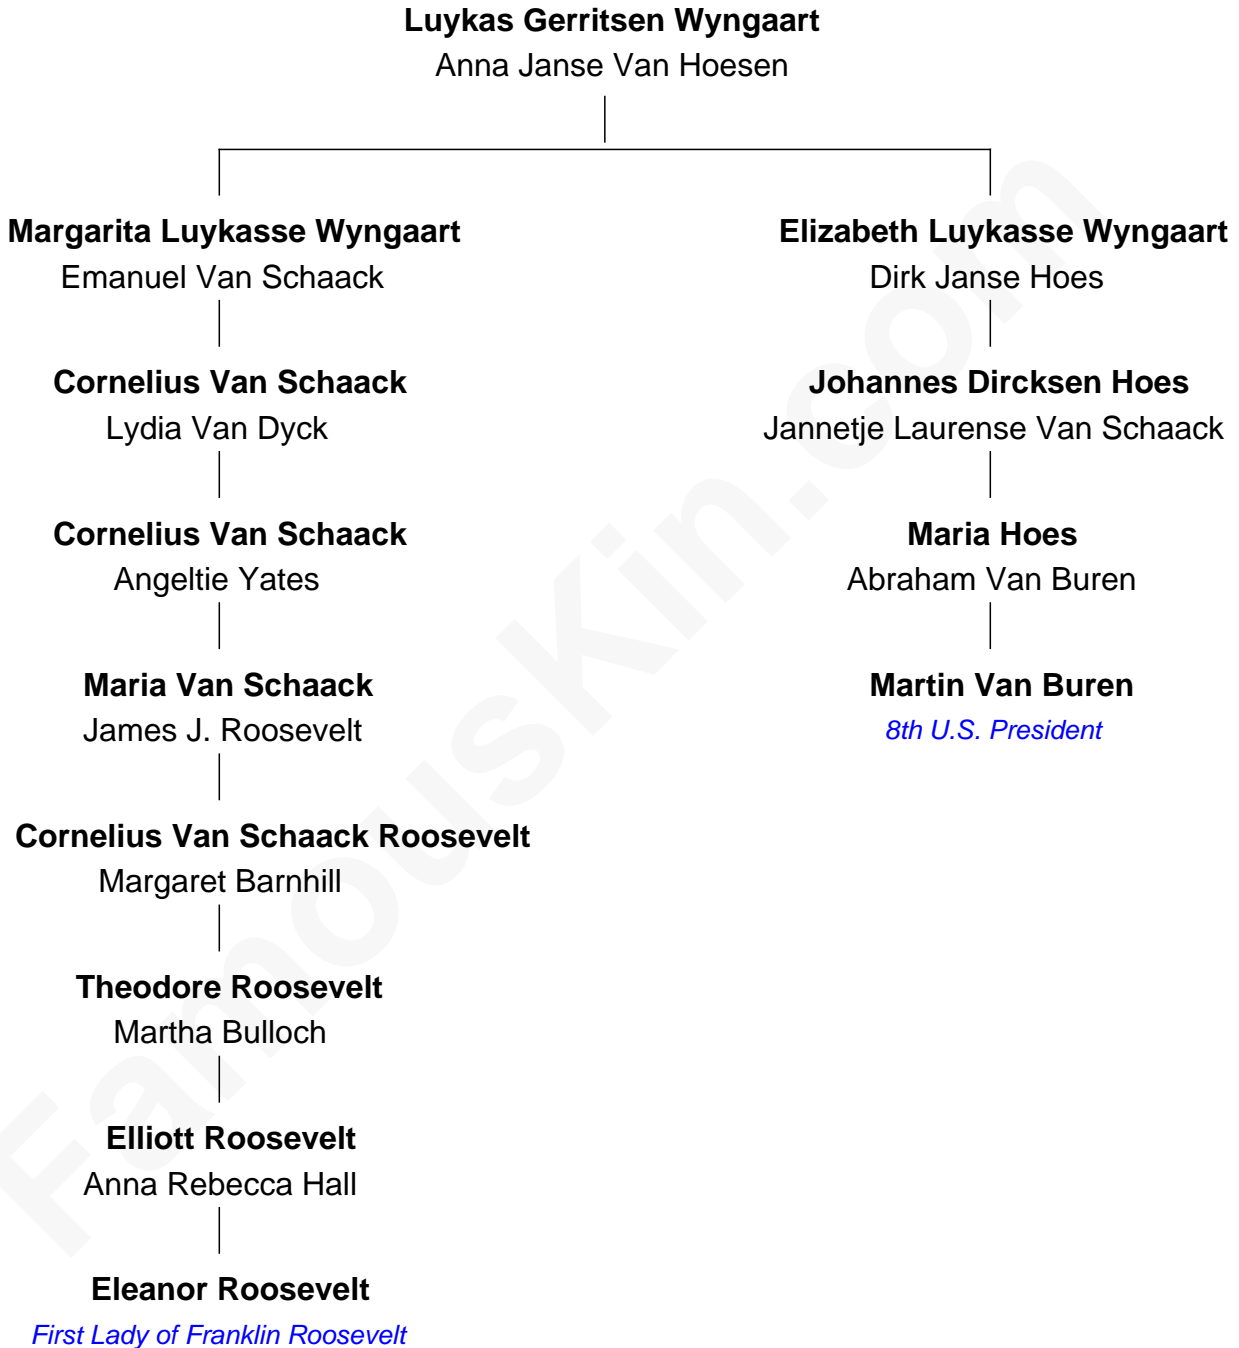 Luykas Gerritsen Wyngaart
Anna Janse Van Hoesen
Margarita Luykasse Wyngaart
Emanuel Van Schaack
Cornelius Van Schaack
Lydia Van Dyck
Cornelius Van Schaack
Angeltie Yates
Maria Van Schaack
James J. Roosevelt
Cornelius Van Schaack Roosevelt
Margaret Barnhill
Theodore Roosevelt
Martha Bulloch
Elliott Roosevelt
Anna Rebecca Hall
Eleanor Roosevelt
First Lady of Franklin Roosevelt
Elizabeth Luykasse Wyngaart
Dirk Janse Hoes
Johannes Dircksen Hoes
Jannetje Laurense Van Schaack
Maria Hoes
Abraham Van Buren
Martin Van Buren
8th U.S. President
FamousKin.com